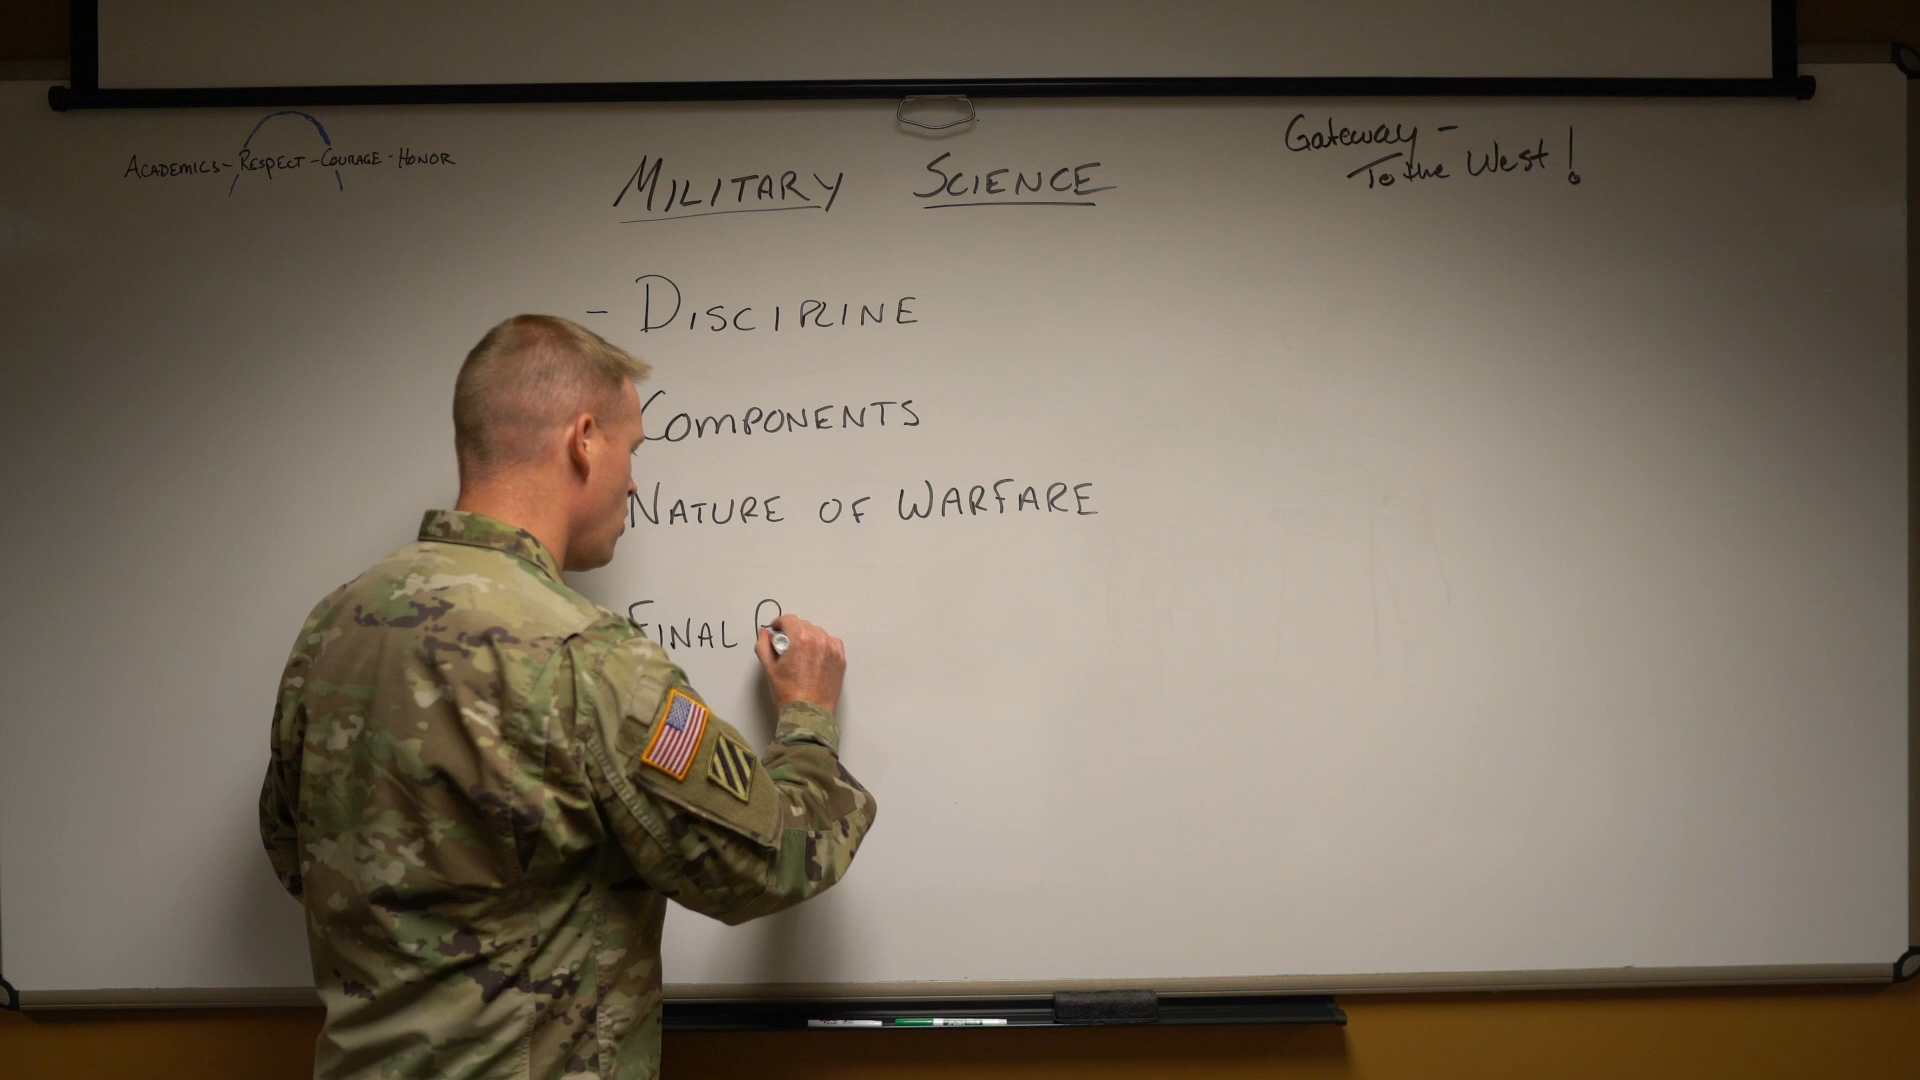 ACADEMICS - RESPECT - COURAGE - HONOR
Gateway -
To the West!
MILITARY SCIENCE
- DISCIPLINE
COMPONENTS
NATURE OF WARFARE
FINAL